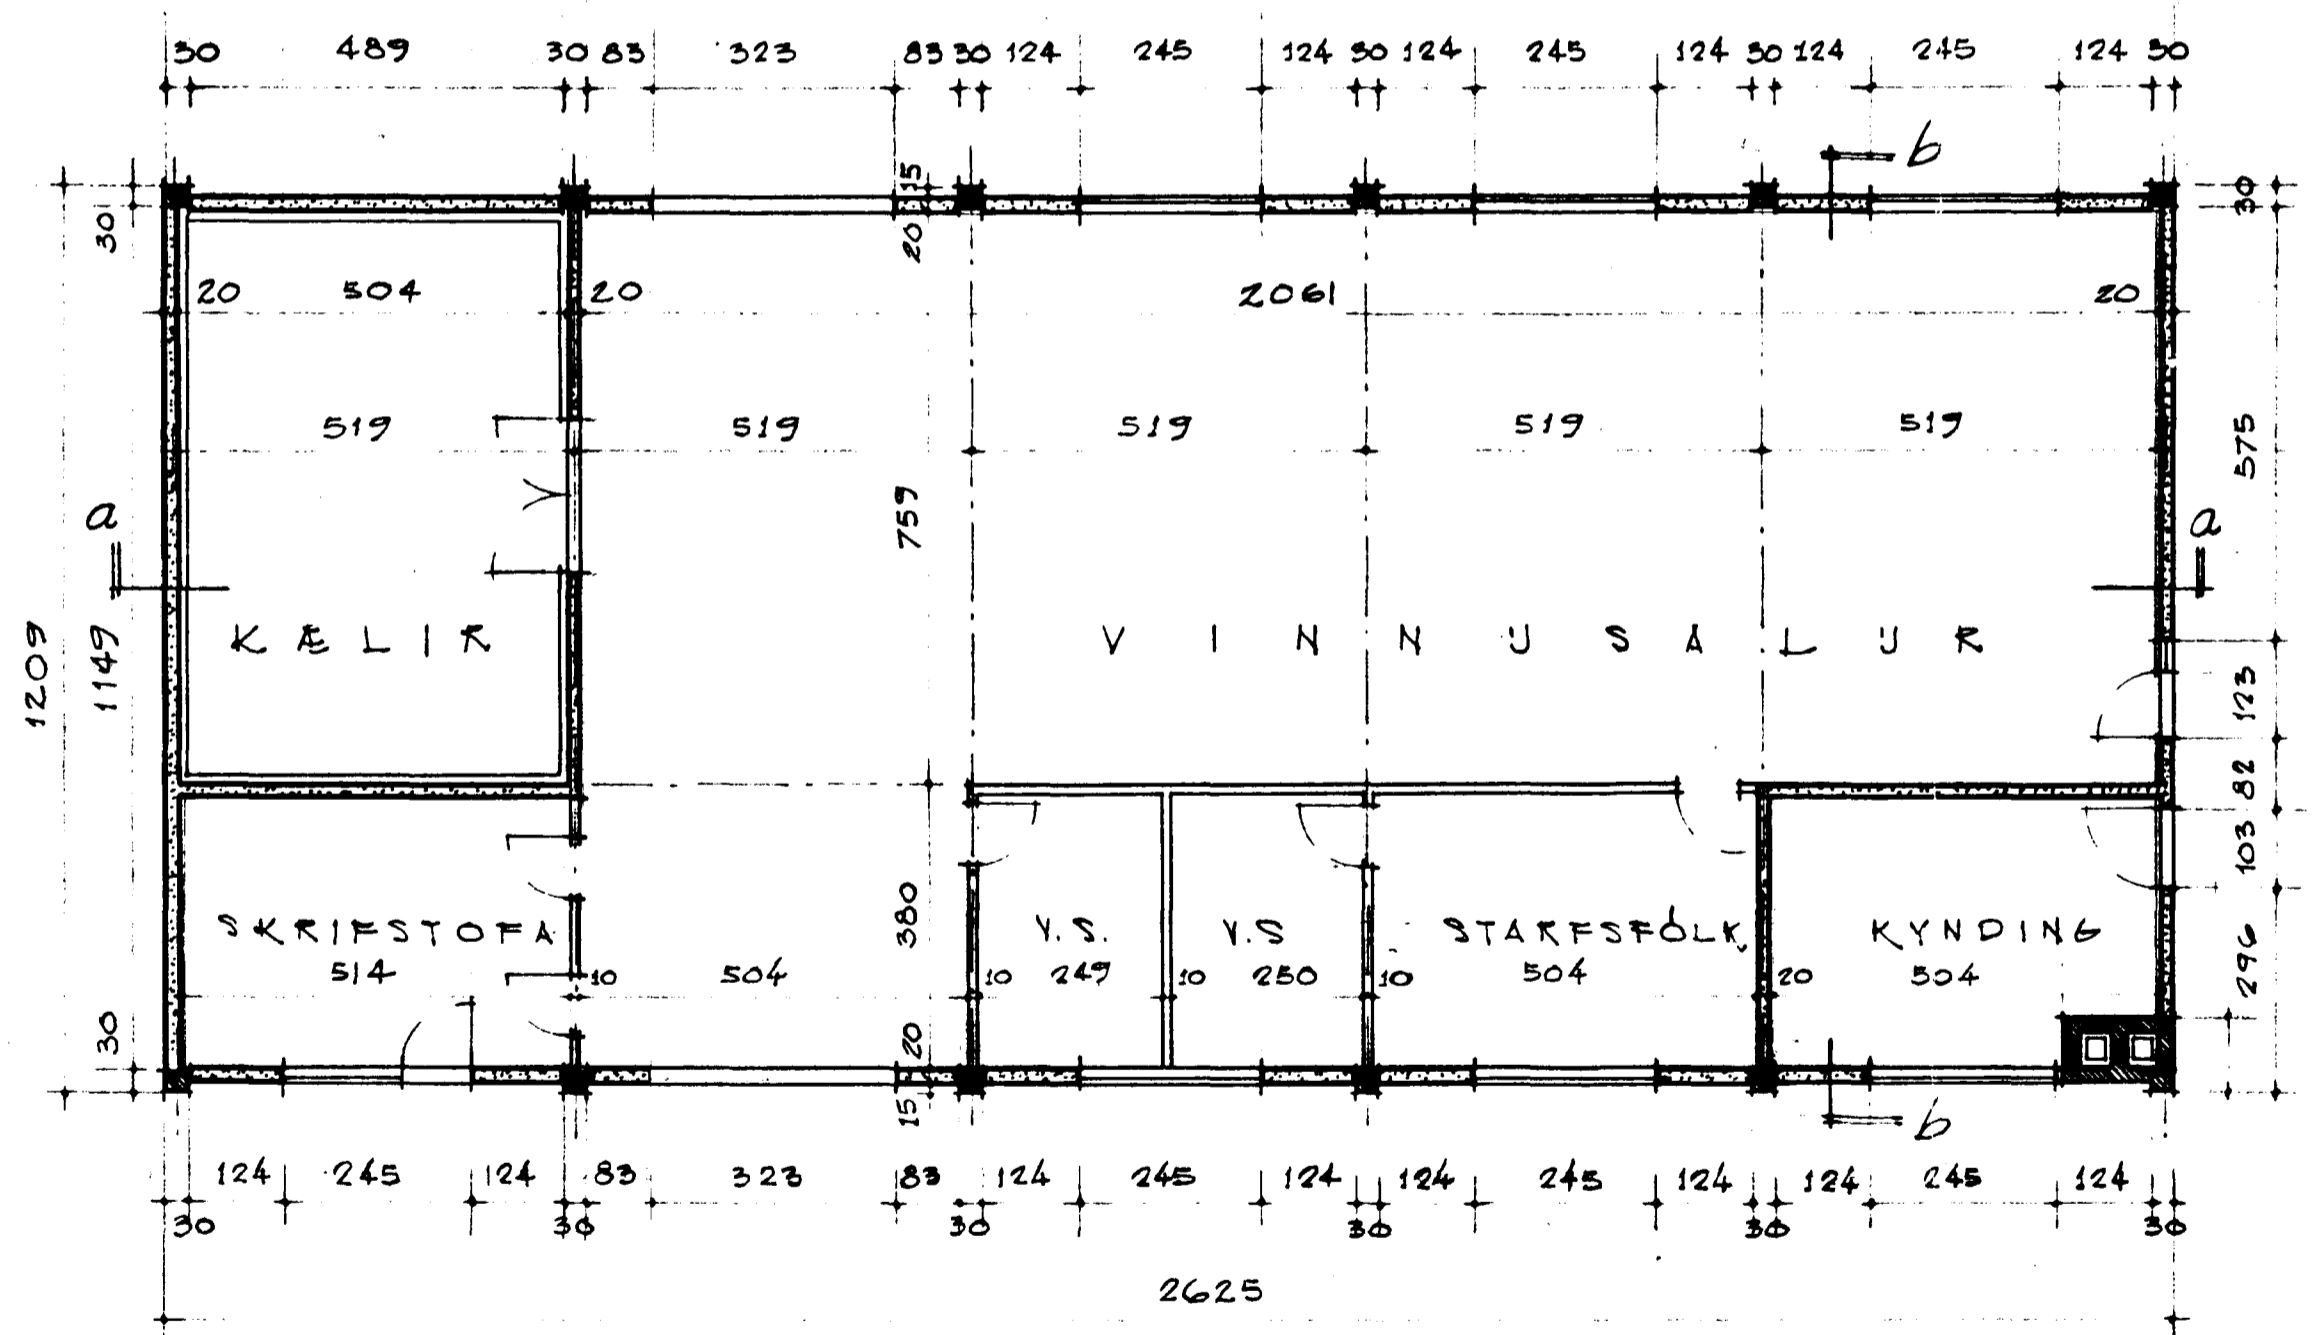 30 489 30 83 323 83 30 124 245 124 30 124 245 124 30 124 245 124 30
b
30 15 30
20
20 504 20 2061 20
519 519 519 519 519
575
759
a a
1209 1149
KÆLIR VINNUSALUR
123
82
103
380
SKRIFSTOFA V.S. V.S STARFSFÓLK KYNDING
514 10 504 10 249 10 250 10 504 20 504
296
30 20
15
b
124 245 124 83 323 83 124 245 124 124 245 124 124 245 124
30 30 30 30 30 30
2625